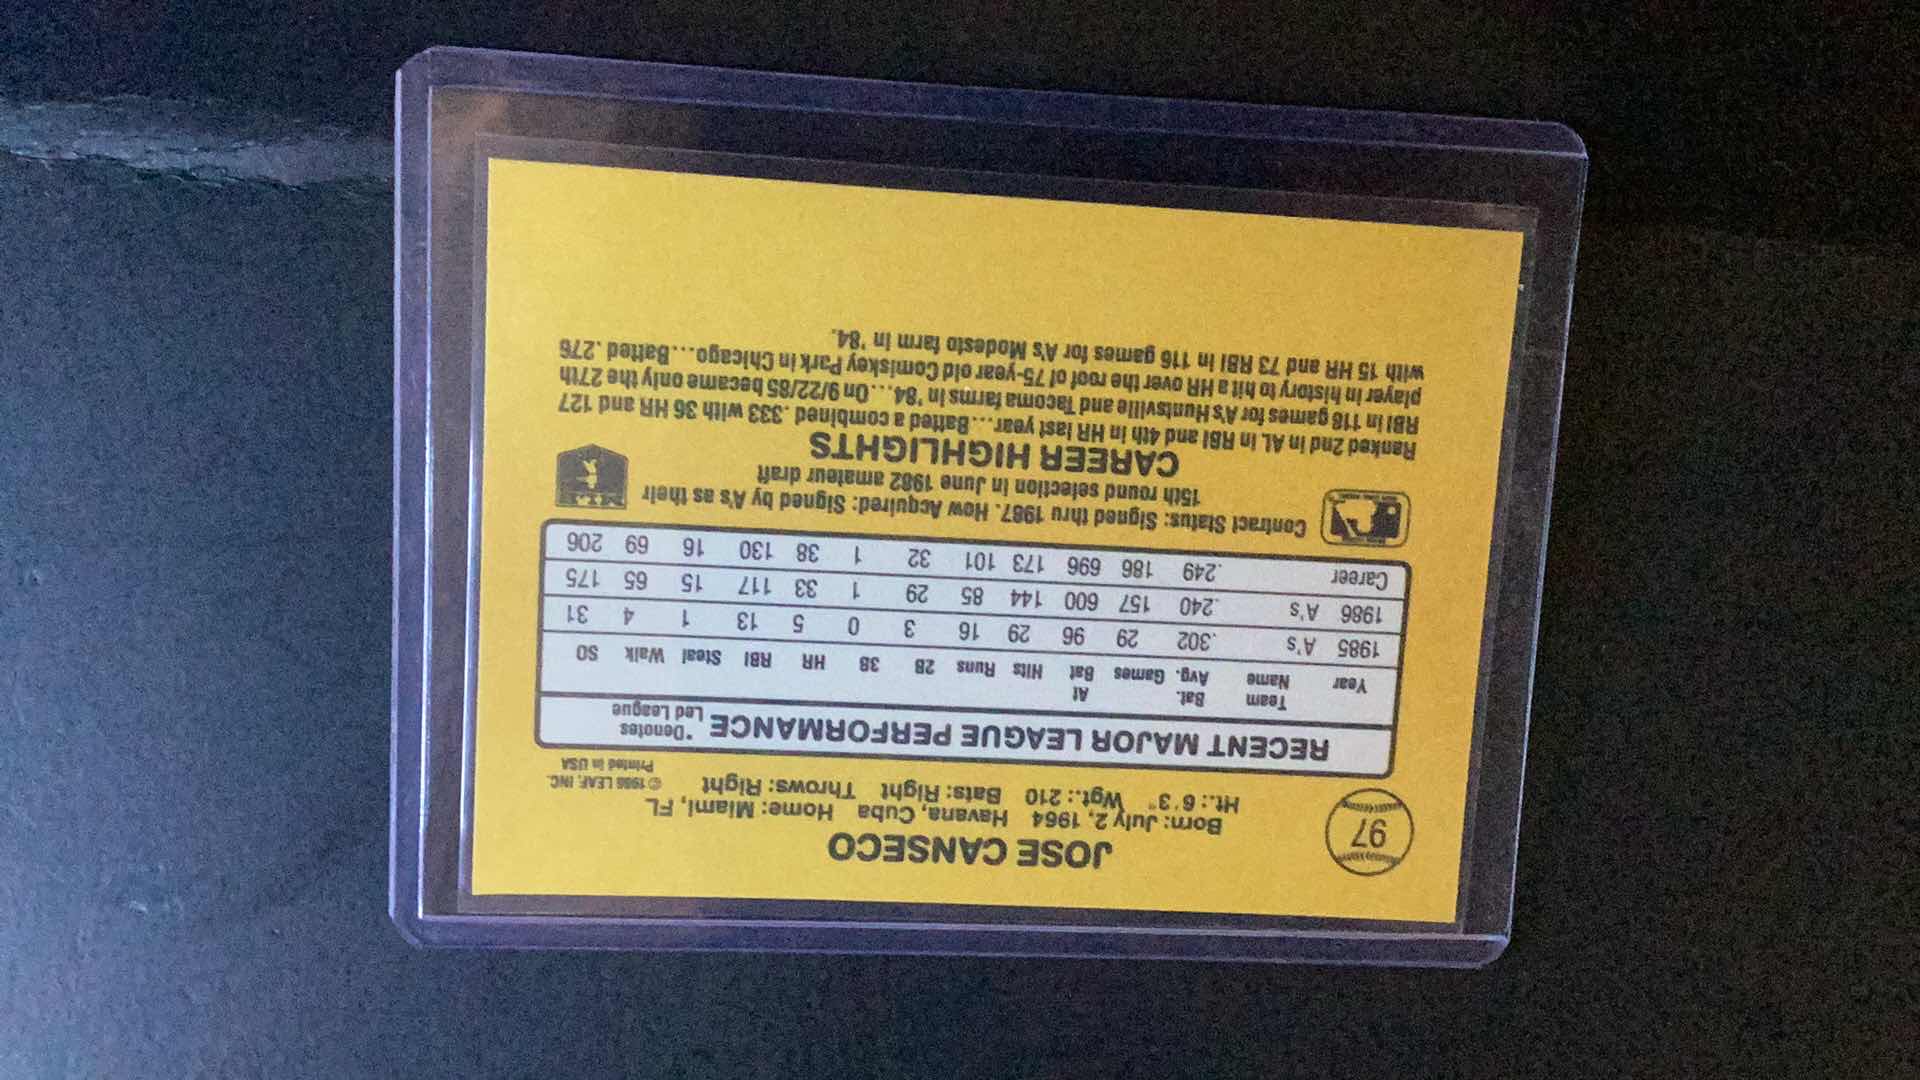 97
JOSE CANSECO
Born: July 2, 1964 Havana, Cuba Home: Miami, FL
Ht.: 6'3" Wgt.: 210 Bats: Right Throws: Right
© 1986 LEAF, INC.
Printed in USA
RECENT MAJOR LEAGUE PERFORMANCE *Denotes Led League
Year Team Name Bat. Avg. Games At Bat Hits Runs 2B 3B HR RBI Steal Walk SO
1985 A's .302 29 96 29 16 3 0 5 13 1 4 31
1986 A's .240 157 600 144 85 29 1 33 117 15 65 175
Career .249 186 696 173 101 32 1 38 130 16 69 206
Contract Status: Signed thru 1987. How Acquired: Signed by A's as their
15th round selection in June 1982 amateur draft
CAREER HIGHLIGHTS
Ranked 2nd in AL in RBI and 4th in HR last year...Batted a combined .333 with 36 HR and 127
RBI in 118 games for A's Huntsville and Tacoma farms in '84...On 9/22/85 became only the 27th
player in history to hit a HR over the roof of 75-year old Comiskey Park in Chicago...Batted .276
with 15 HR and 73 RBI in 116 games for A's Modesto farm in '84.